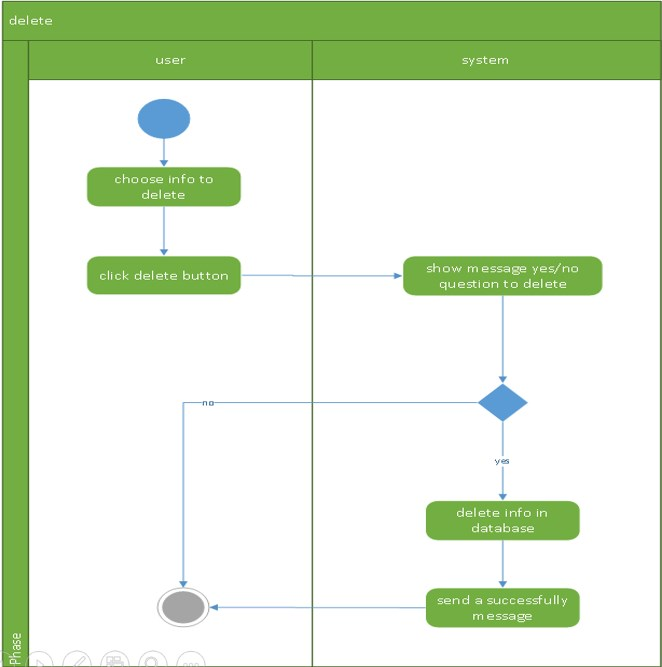 delete
user
system
choose info to
delete
click delete button
show message yes/no
question to delete
no
yes
delete info in
database
send a successfully
message
Phase